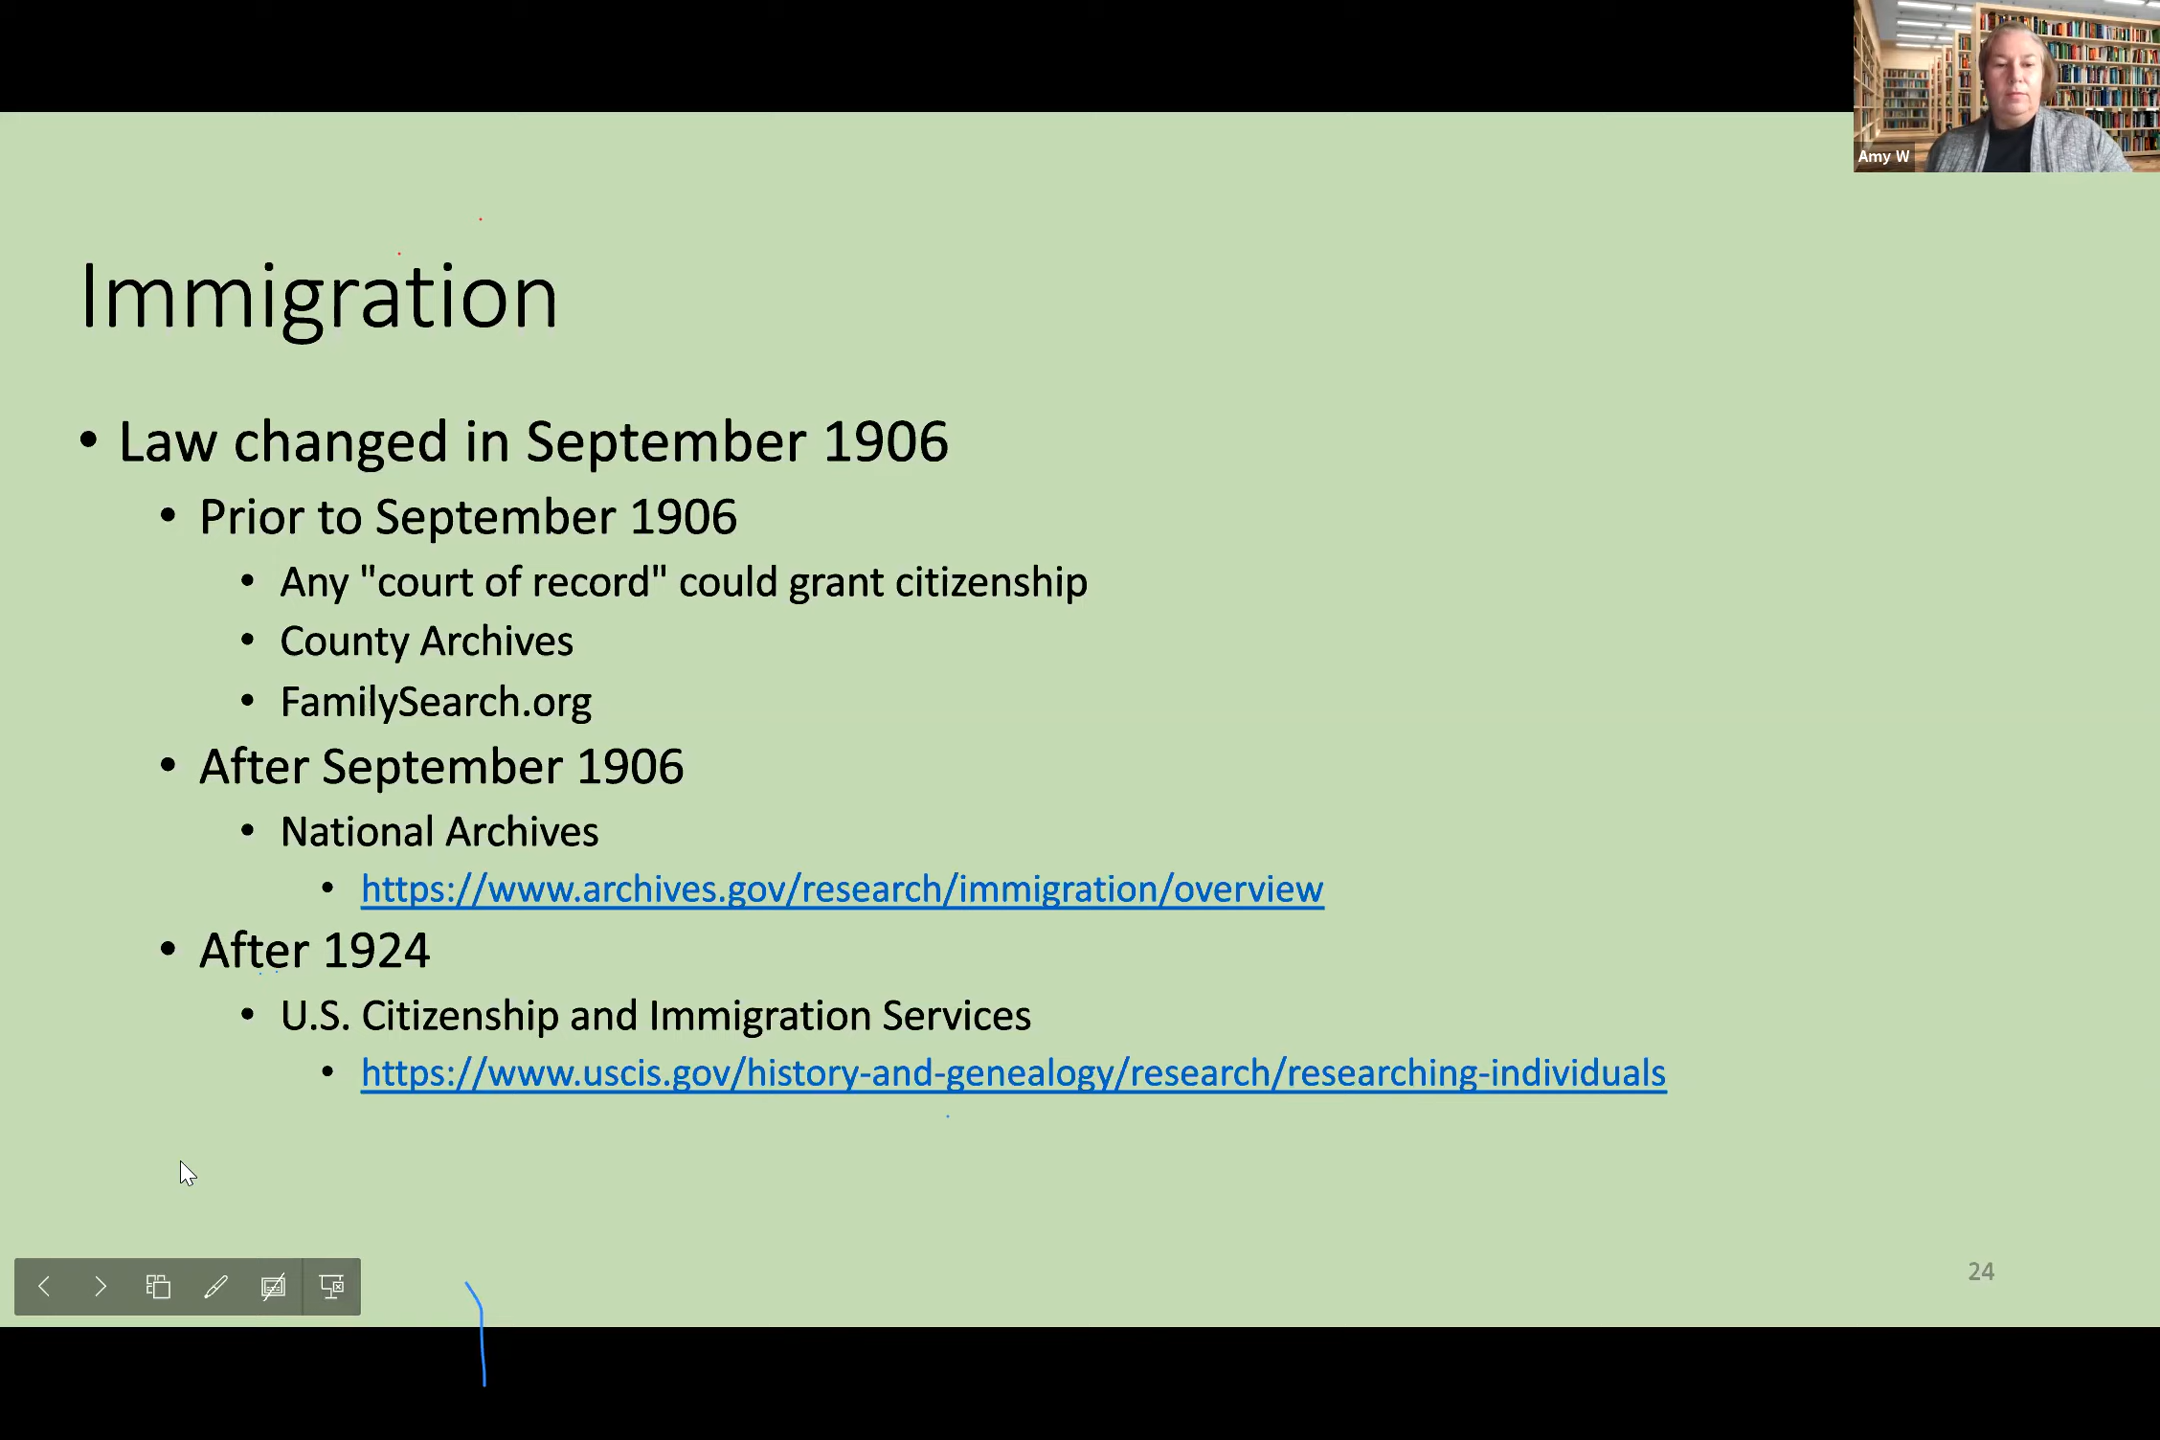 Amy W
Immigration
• Law changed in September 1906
• Prior to September 1906
• Any "court of record" could grant citizenship
• County Archives
• FamilySearch.org
• After September 1906
• National Archives
• https://www.archives.gov/research/immigration/overview
• After 1924
• U.S. Citizenship and Immigration Services
• https://www.uscis.gov/history-and-genealogy/research/researching-individuals
24